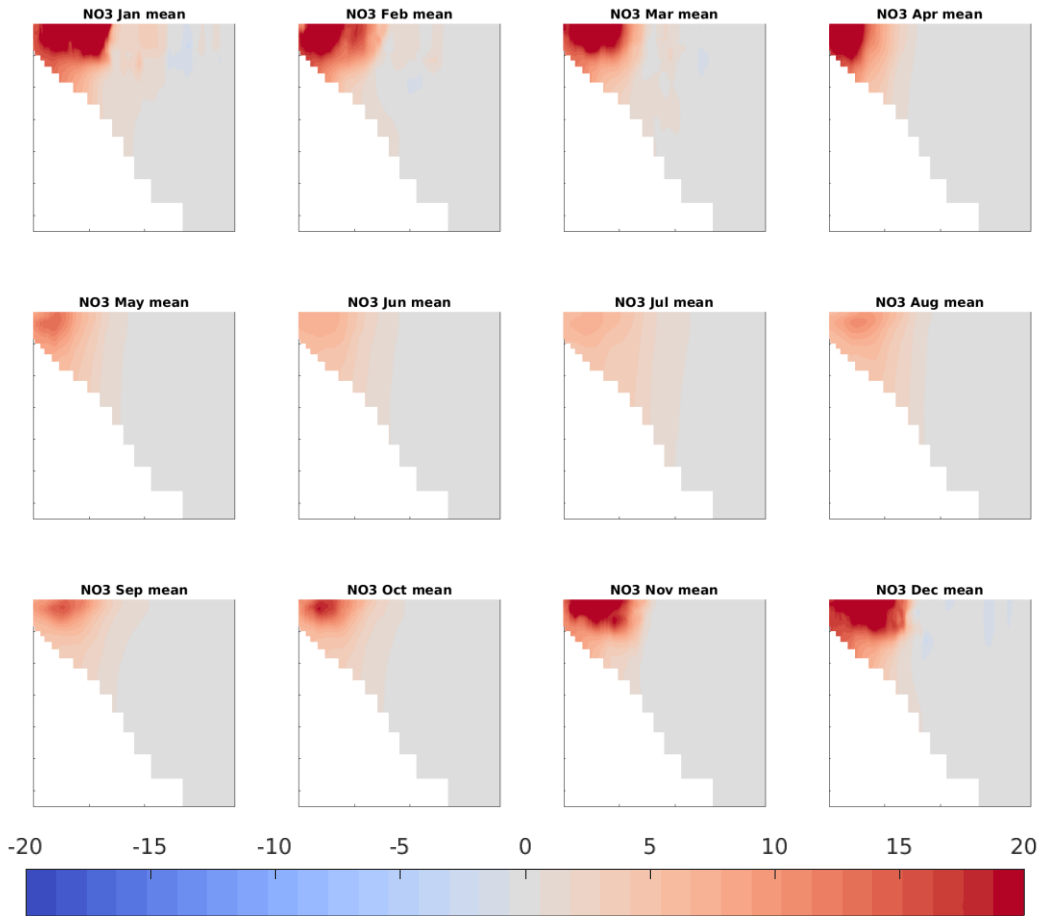 NO3 Jan mean NO3 Feb mean NO3 Mar mean NO3 Apr mean
NO3 May mean NO3 Jun mean NO3 Jul mean NO3 Aug mean
NO3 Sep mean NO3 Oct mean NO3 Nov mean NO3 Dec mean
-20 -15 -10 -5 0 5 10 15 20